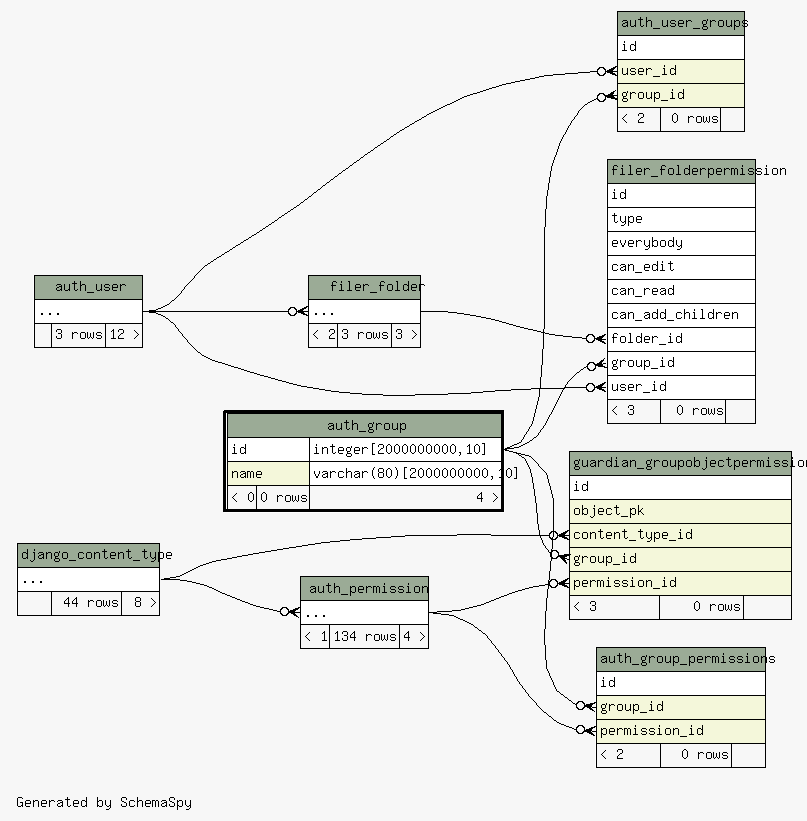 auth_user_groups
id
user_id
group_id
< 2 0 rows
filer_folderpermission
id
type
everybody
can_edit
can_read
can_add_children
folder_id
group_id
user_id
< 3 0 rows
auth_user
...
3 rows 12 >
filer_folder
...
< 2 3 rows 3 >
auth_group
id integer[2000000000,10]
name varchar(80)[2000000000,10]
< 0 0 rows 4 >
guardian_groupobjectpermissio
id
object_pk
content_type_id
group_id
permission_id
< 3 0 rows
django_content_type
...
44 rows 8 >
auth_permission
...
< 1 134 rows 4 >
auth_group_permissions
id
group_id
permission_id
< 2 0 rows
Generated by SchemaSpy